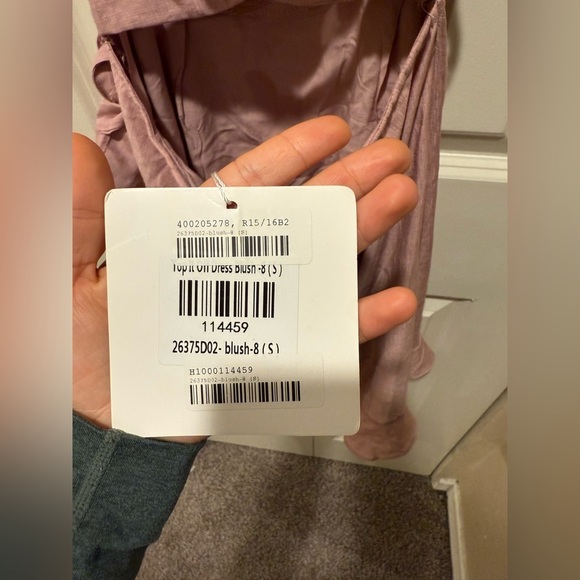 400205278, R15/16B2
26375D02-blush-8 (S)
Top It Off Dress Blush -8 ( S )
114459
26375D02- blush-8 ( S )
H1000114459
26375D02-blush-8 (S)